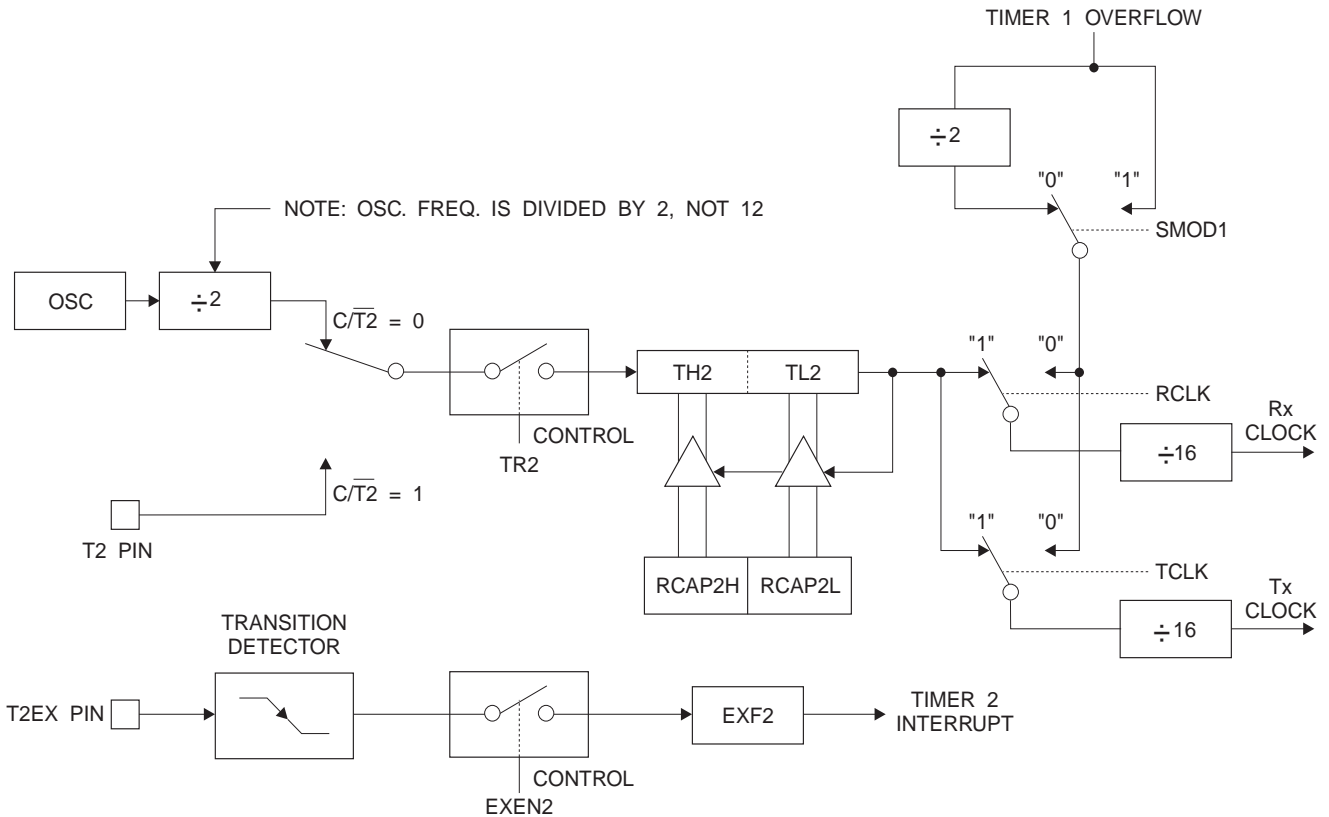 TIMER 1 OVERFLOW
÷2
"0" "1"
NOTE: OSC. FREQ. IS DIVIDED BY 2, NOT 12
SMOD1
OSC
÷2
C/T̅2̅ = 0
"1" "0"
TH2 TL2
RCLK
Rx
CLOCK
CONTROL
÷16
TR2
C/T̅2̅ = 1
"1" "0"
T2 PIN
TCLK
RCAP2H RCAP2L
Tx
CLOCK
TRANSITION
DETECTOR
÷16
T2EX PIN
EXF2
TIMER 2
INTERRUPT
CONTROL
EXEN2